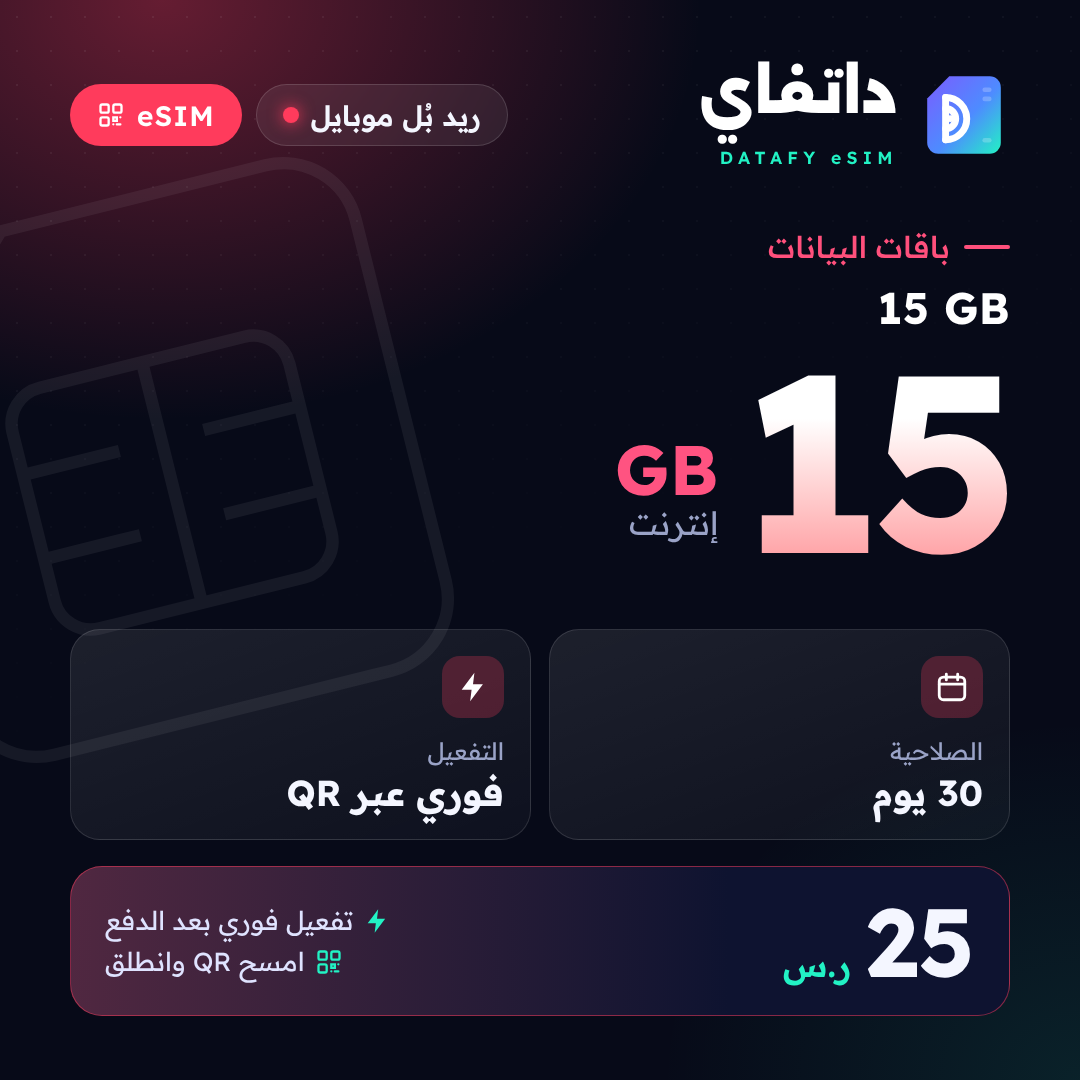 داتفاي
DATAFY eSIM
ريد بُل موبايل
eSIM
باقات البيانات
15 GB
15
GB
إنترنت
الصلاحية
30 يوم
التفعيل
فوري عبر QR
25 ر.س
تفعيل فوري بعد الدفع
امسح QR وانطلق